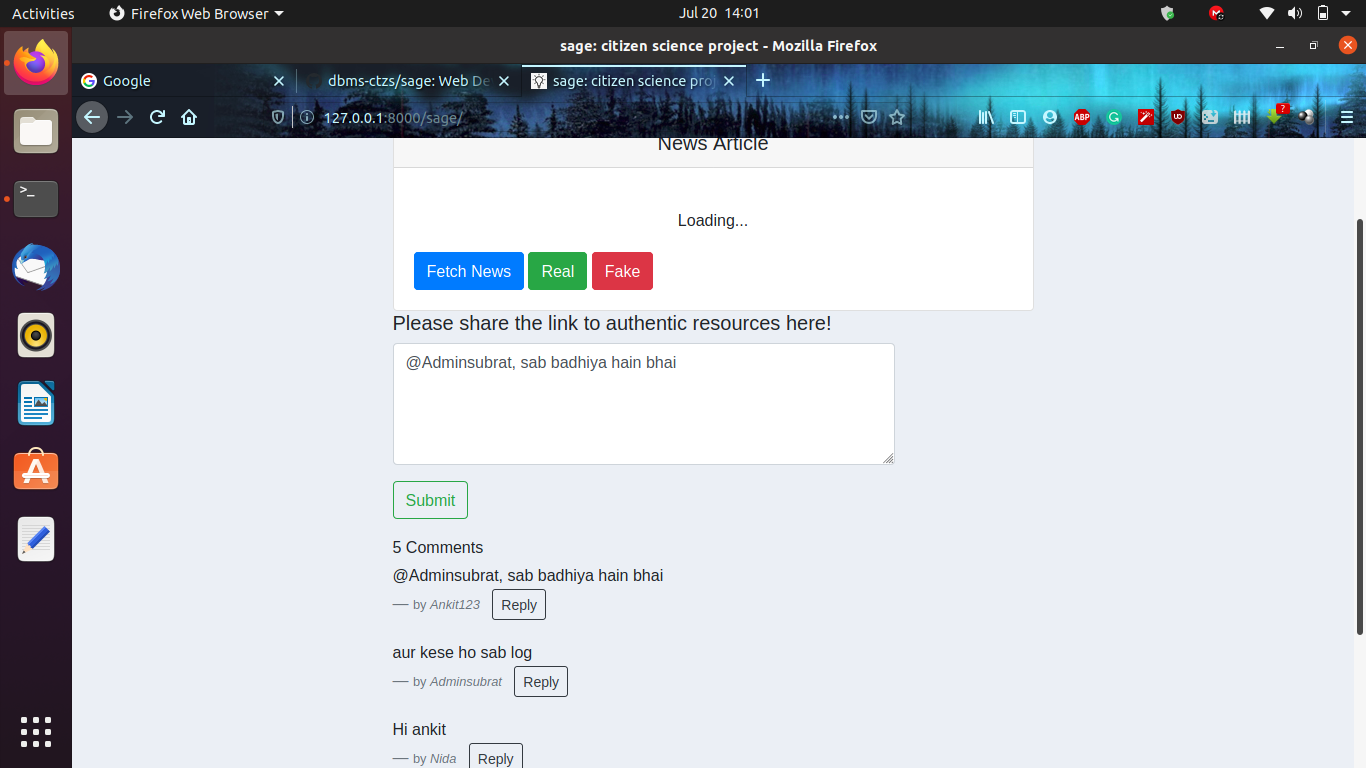 Activities
Firefox Web Browser
Jul 20 14:01
sage: citizen science project - Mozilla Firefox
Google
dbms-ctzs/sage: Web De
sage: citizen science pro
127.0.0.1:8000/sage/
ABP
News Article
Loading...
Fetch News
Real
Fake
Please share the link to authentic resources here!
@Adminsubrat, sab badhiya hain bhai
Submit
5 Comments
@Adminsubrat, sab badhiya hain bhai
— by Ankit123
Reply
aur kese ho sab log
— by Adminsubrat
Reply
Hi ankit
— by Nida
Reply